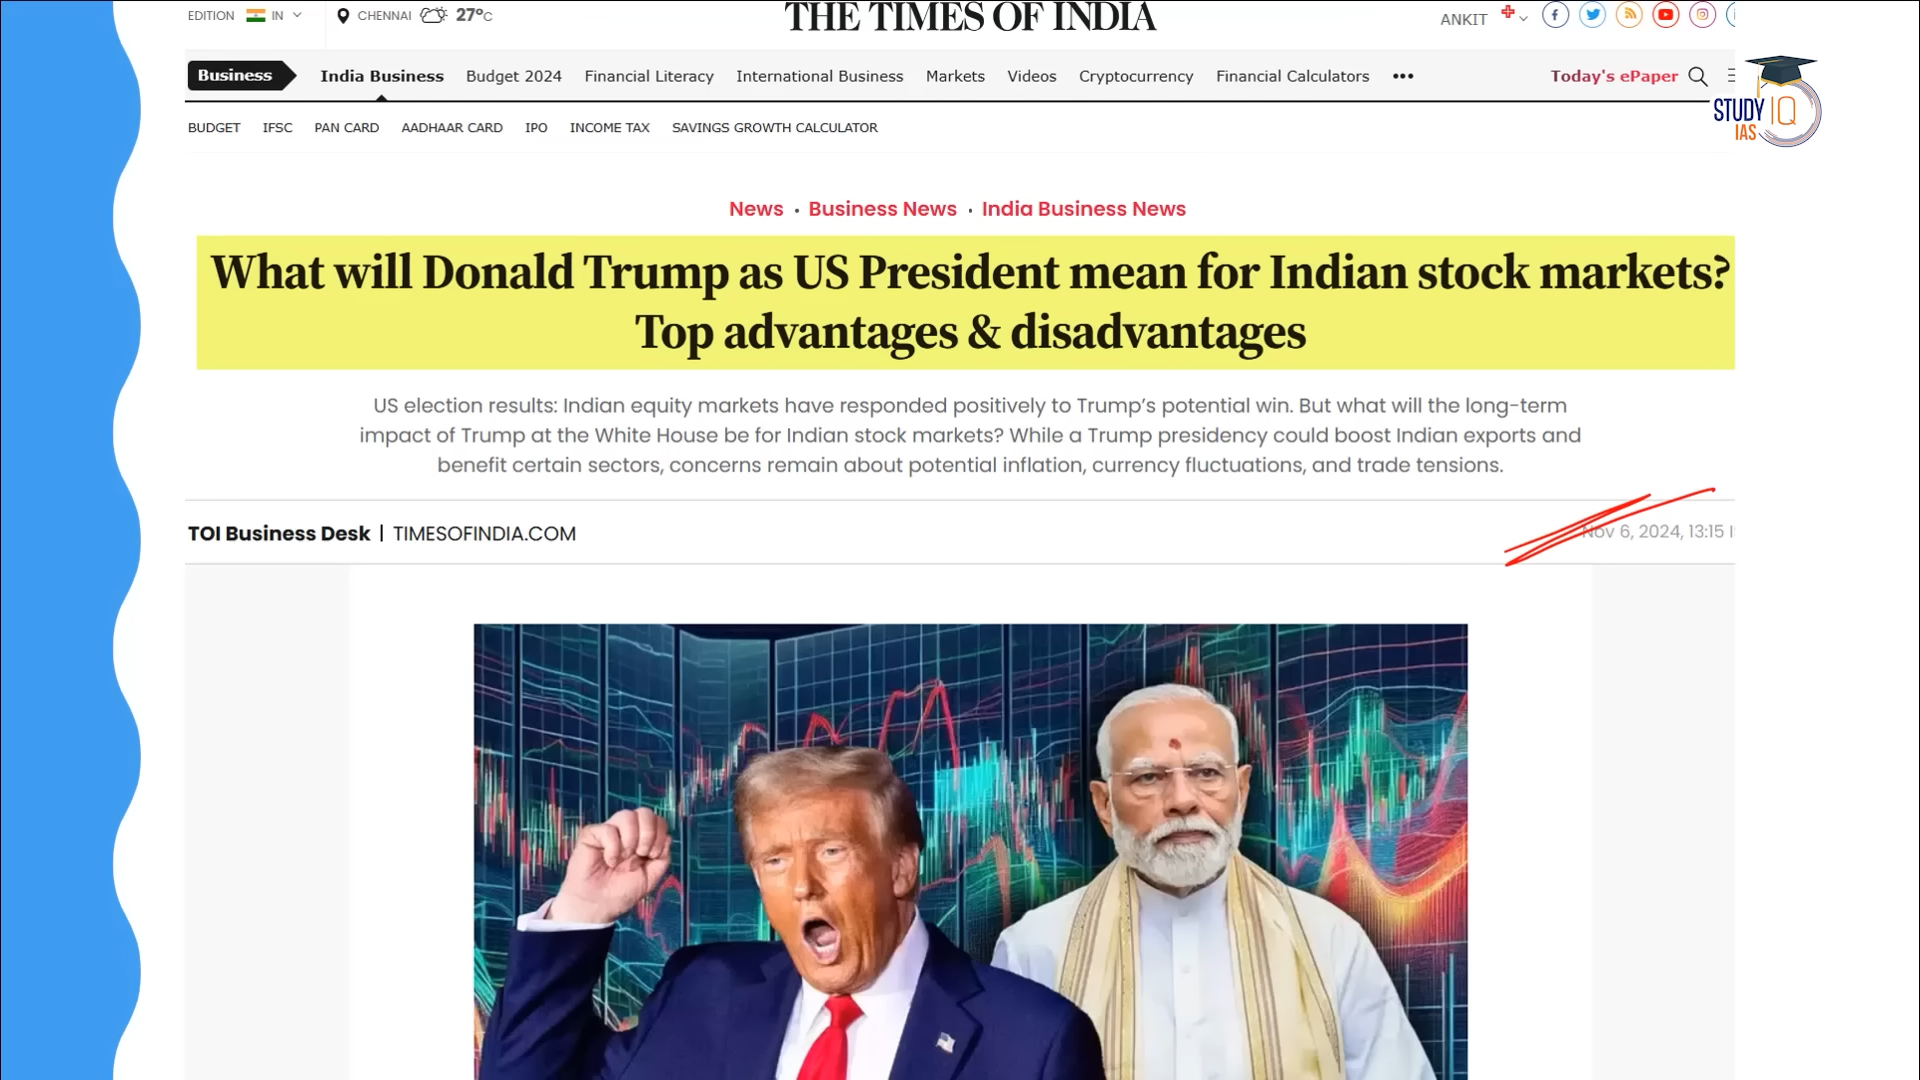 EDITION IN CHENNAI 27°C
THE TIMES OF INDIA
ANKIT
Business India Business Budget 2024 Financial Literacy International Business Markets Videos Cryptocurrency Financial Calculators ••• Today's ePaper
STUDY IQ
IAS
BUDGET IFSC PAN CARD AADHAAR CARD IPO INCOME TAX SAVINGS GROWTH CALCULATOR
News • Business News • India Business News
What will Donald Trump as US President mean for Indian stock markets?
Top advantages & disadvantages
US election results: Indian equity markets have responded positively to Trump’s potential win. But what will the long-term
impact of Trump at the White House be for Indian stock markets? While a Trump presidency could boost Indian exports and
benefit certain sectors, concerns remain about potential inflation, currency fluctuations, and trade tensions.
TOI Business Desk | TIMESOFINDIA.COM
Nov 6, 2024, 13:15